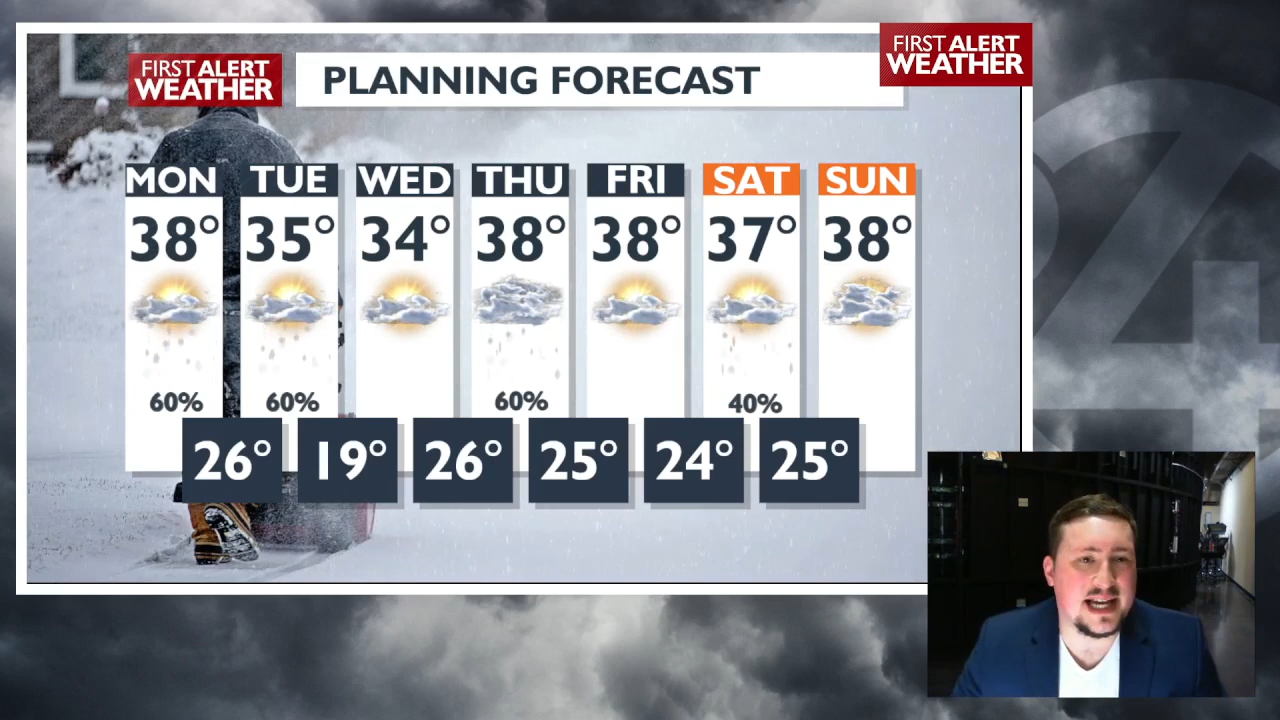 FIRST ALERT
WEATHER
PLANNING FORECAST
FIRST ALERT
WEATHER
MON TUE WED THU FRI SAT SUN
38° 35° 34° 38° 38° 37° 38°
60% 60% 60% 40%
26° 19° 26° 25° 24° 25°
24